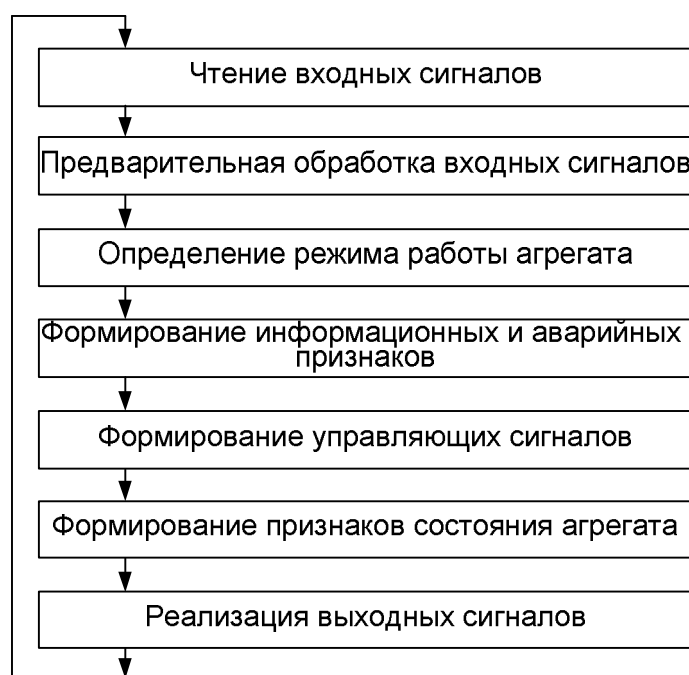 Чтение входных сигналов
Предварительная обработка входных сигналов
Определение режима работы агрегата
Формирование информационных и аварийных
признаков
Формирование управляющих сигналов
Формирование признаков состояния агрегата
Реализация выходных сигналов